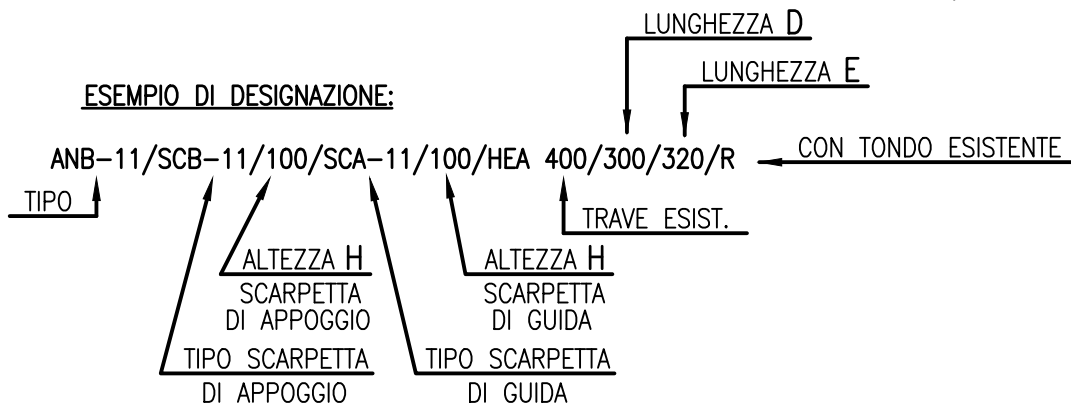 LUNGHEZZA D
LUNGHEZZA E
ESEMPIO DI DESIGNAZIONE:
ANB-11/SCB-11/100/SCA-11/100/HEA 400/300/320/R
CON TONDO ESISTENTE
TIPO
TRAVE ESIST.
ALTEZZA H
SCARPETTA
DI APPOGGIO
ALTEZZA H
SCARPETTA
DI GUIDA
TIPO SCARPETTA
DI APPOGGIO
TIPO SCARPETTA
DI GUIDA